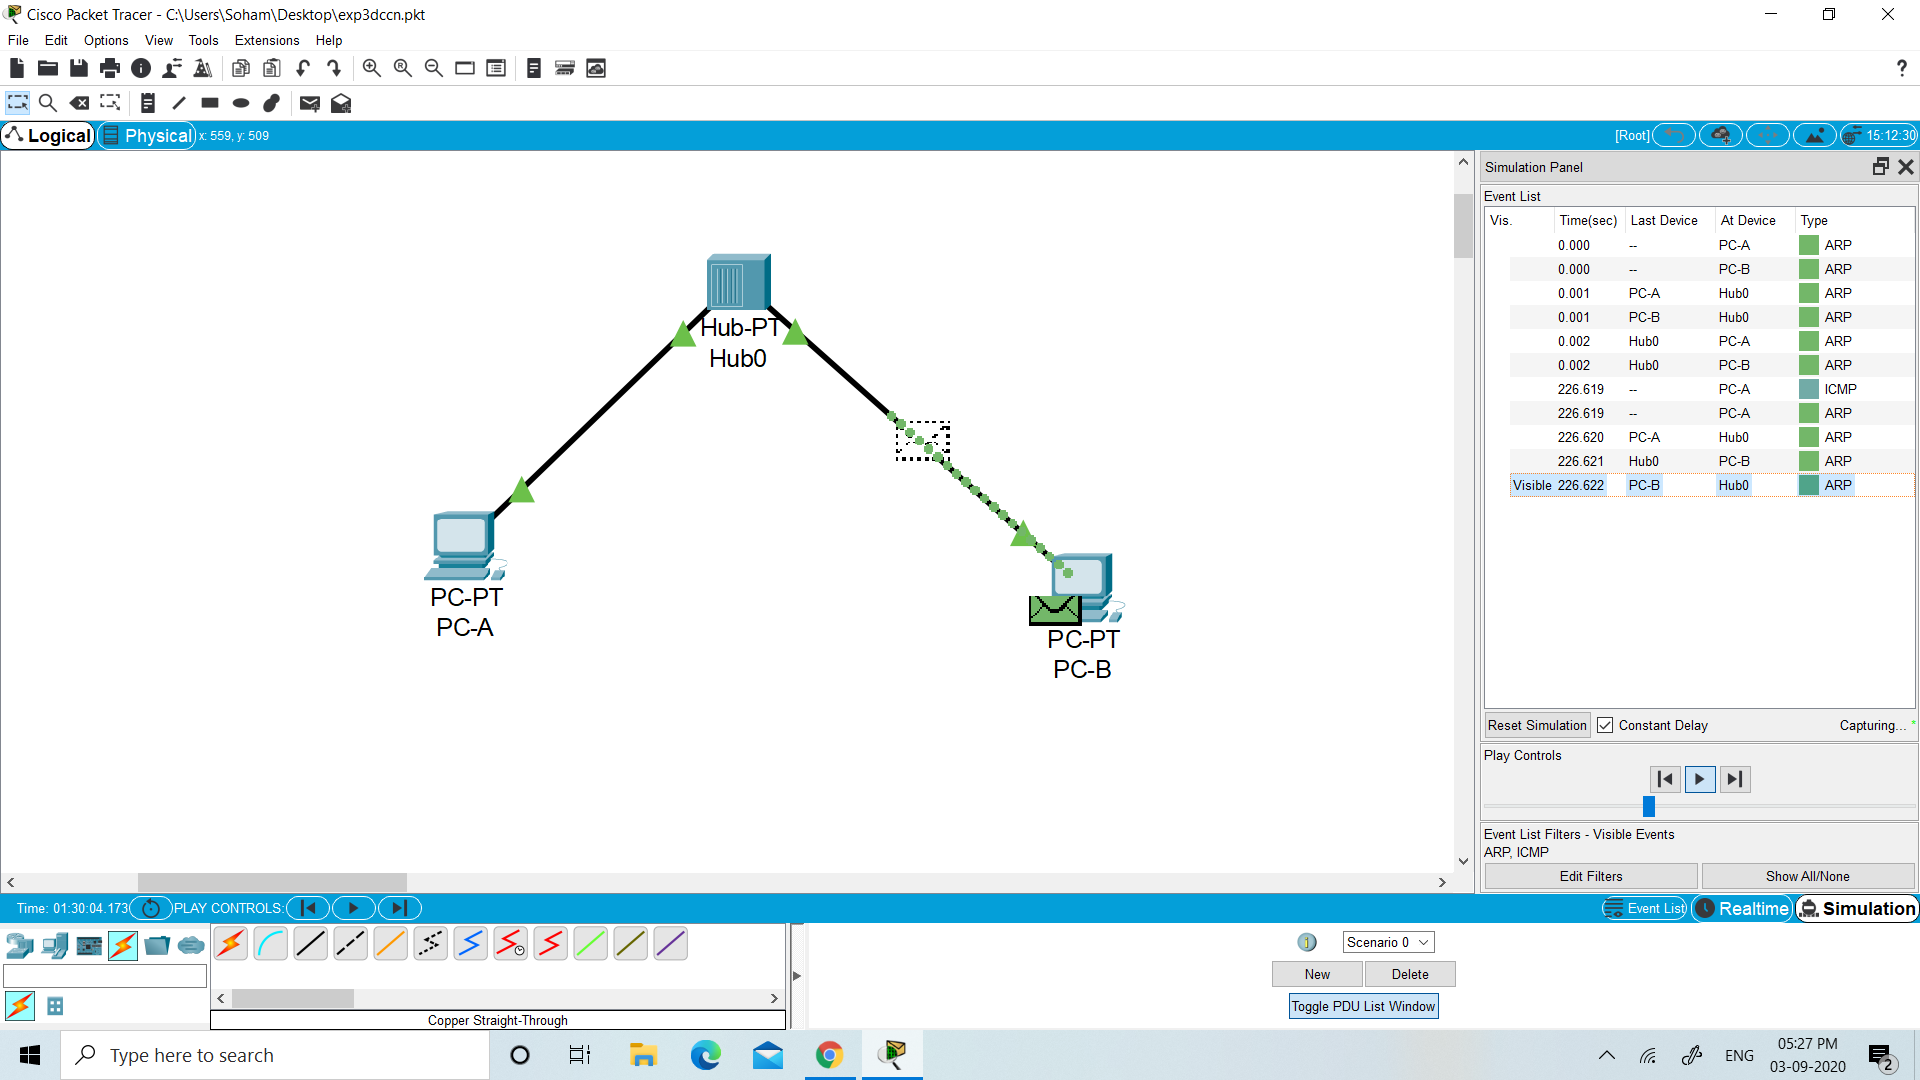 Cisco Packet Tracer - C:\Users\Soham\Desktop\exp3dccn.pkt
File Edit Options View Tools Extensions Help
Logical Physical x: 559, y: 509 [Root] 15:12:30
Simulation Panel
Event List
Vis. Time(sec) Last Device At Device Type
0.000 -- PC-A ARP
0.000 -- PC-B ARP
0.001 PC-A Hub0 ARP
0.001 PC-B Hub0 ARP
0.002 Hub0 PC-A ARP
0.002 Hub0 PC-B ARP
226.619 -- PC-A ICMP
226.619 -- PC-A ARP
226.620 PC-A Hub0 ARP
226.621 Hub0 PC-B ARP
Visible 226.622 PC-B Hub0 ARP
Hub-PT
Hub0
PC-PT
PC-A
PC-PT
PC-B
Reset Simulation Constant Delay Capturing... *
Play Controls
Event List Filters - Visible Events
ARP, ICMP
Edit Filters Show All/None
Time: 01:30:04.173 PLAY CONTROLS: Event List Realtime Simulation
Scenario 0
New Delete
Toggle PDU List Window
Copper Straight-Through
Type here to search
ENG
05:27 PM
03-09-2020
2